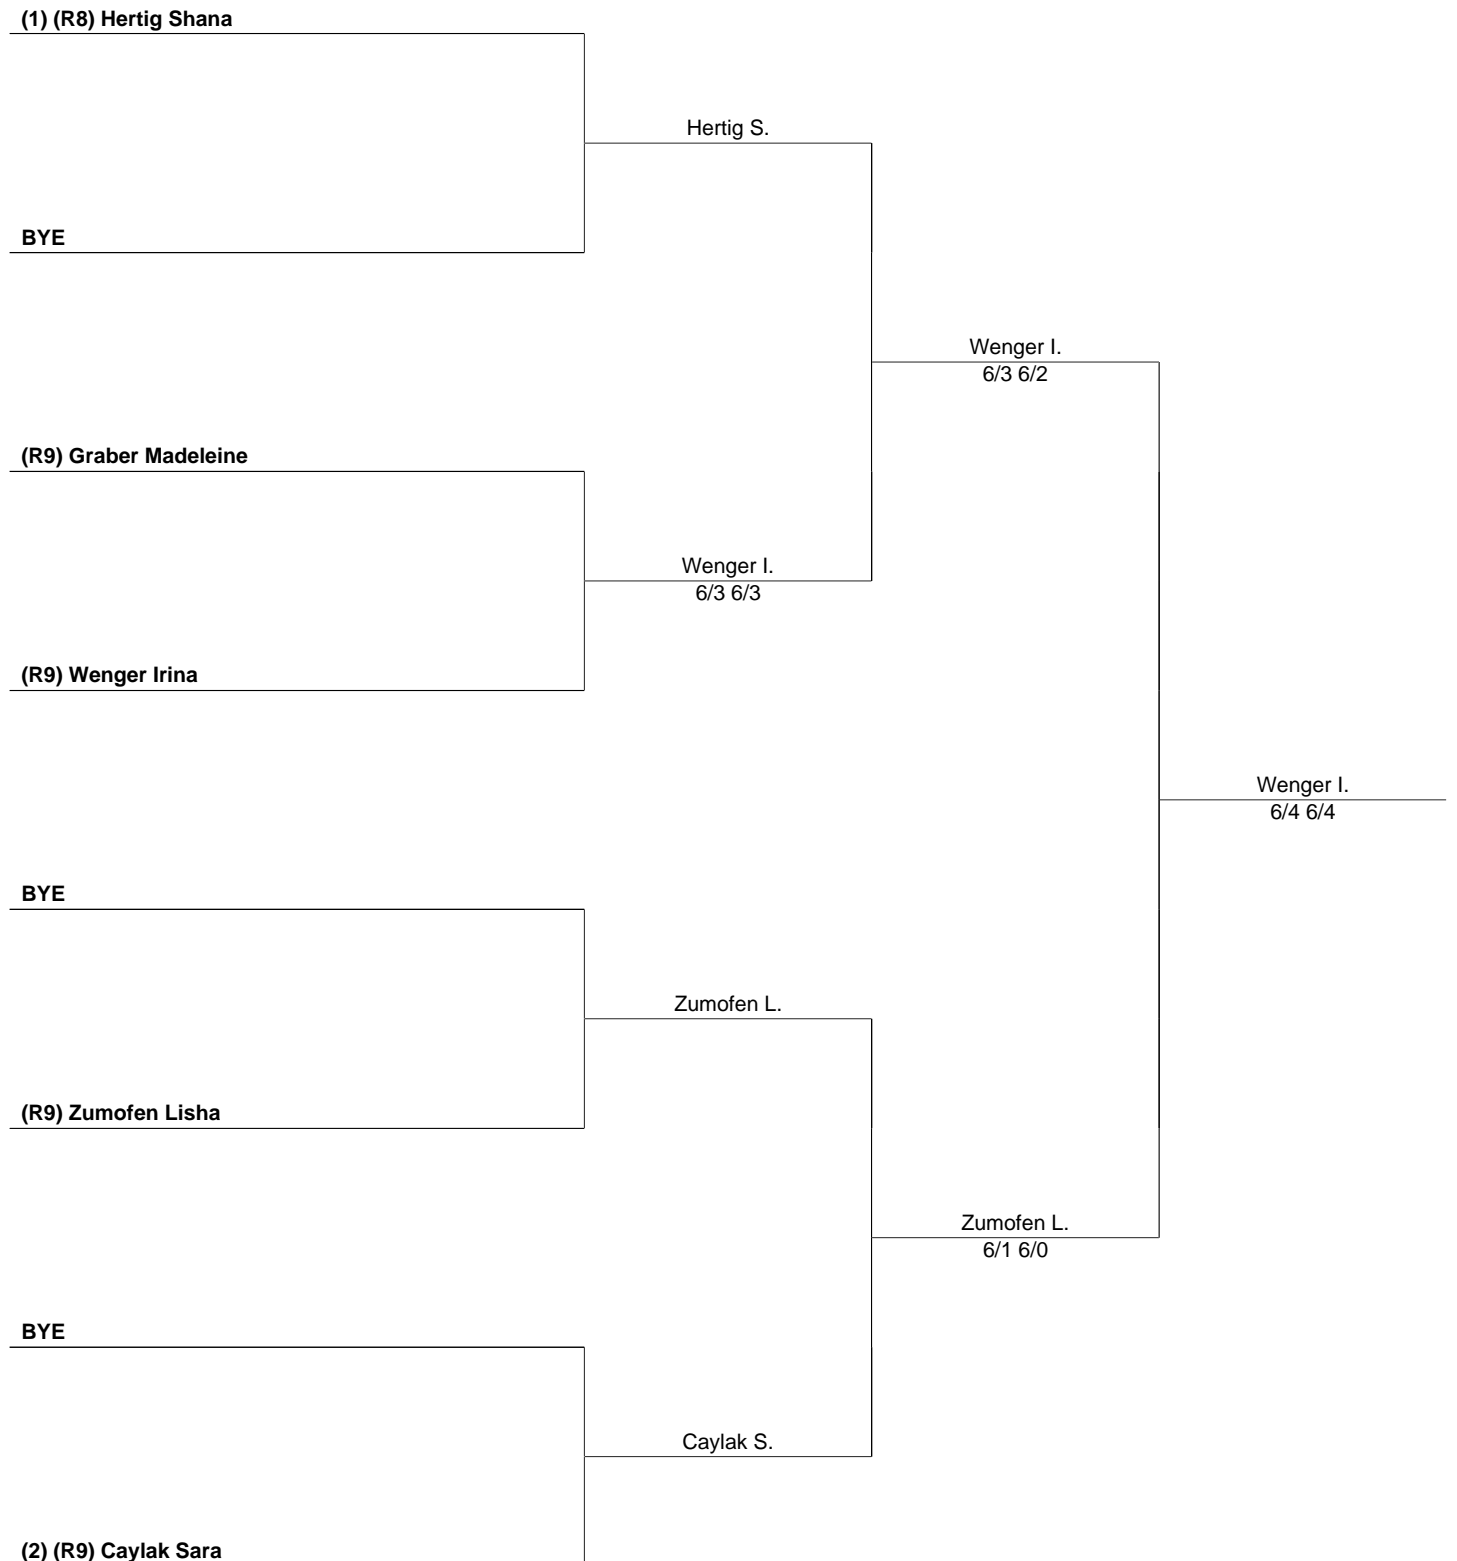 (1) (R8) Hertig Shana
Hertig S.
BYE
Wenger I.
6/3 6/2
(R9) Graber Madeleine
Wenger I.
6/3 6/3
(R9) Wenger Irina
Wenger I.
6/4 6/4
BYE
Zumofen L.
(R9) Zumofen Lisha
Zumofen L.
6/1 6/0
BYE
Caylak S.
(2) (R9) Caylak Sara